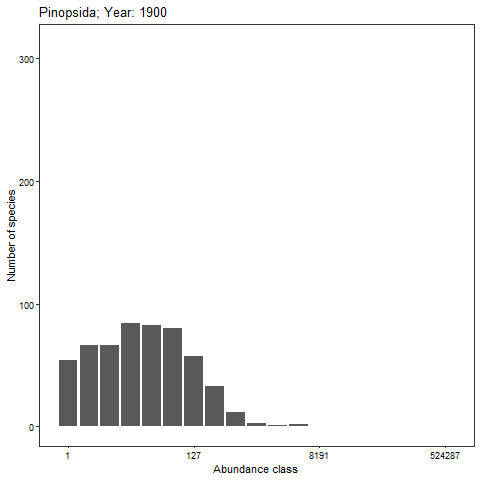 Pinopsida; Year: 1900
300
200
100
0
Number of species
1 127 8191 524287
Abundance class